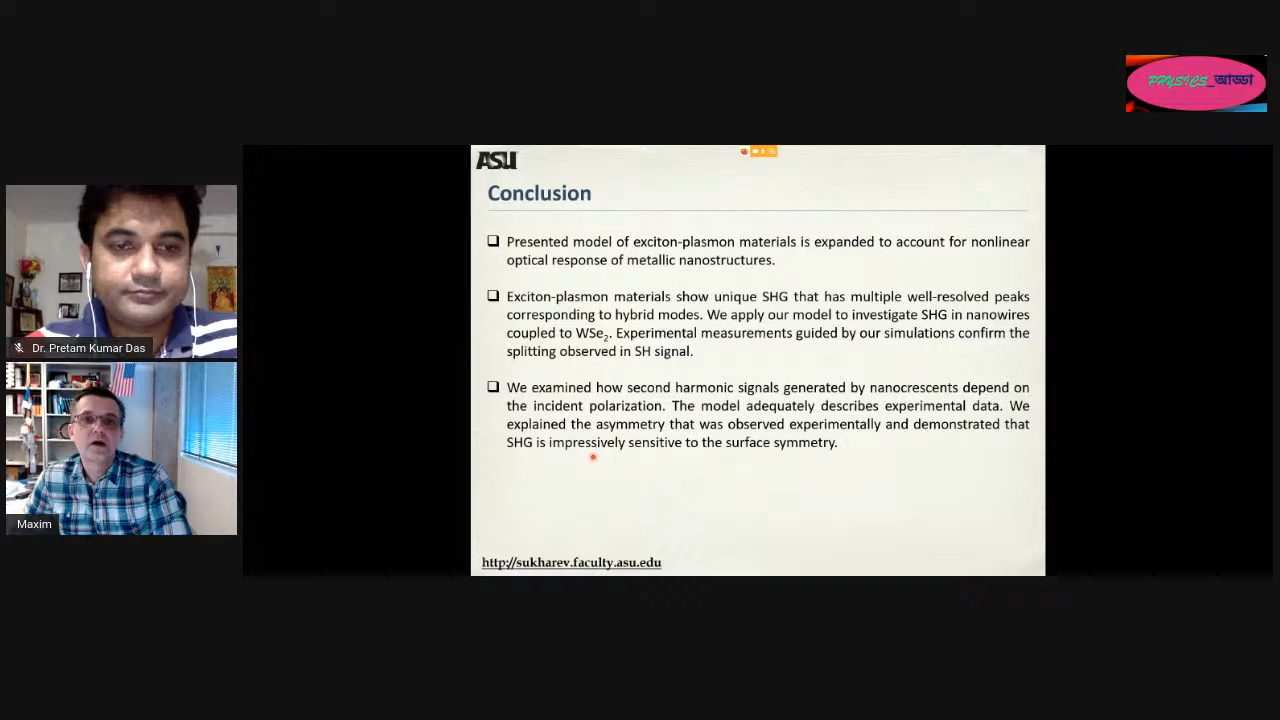 PHYSICS_আড্ডা
ASU
Conclusion
Presented model of exciton-plasmon materials is expanded to account for nonlinear
optical response of metallic nanostructures.
Exciton-plasmon materials show unique SHG that has multiple well-resolved peaks
corresponding to hybrid modes. We apply our model to investigate SHG in nanowires
coupled to WSe₂. Experimental measurements guided by our simulations confirm the
splitting observed in SH signal.
We examined how second harmonic signals generated by nanocrescents depend on
the incident polarization. The model adequately describes experimental data. We
explained the asymmetry that was observed experimentally and demonstrated that
SHG is impressively sensitive to the surface symmetry.
http://sukharev.faculty.asu.edu
Dr. Pretam Kumar Das
Maxim